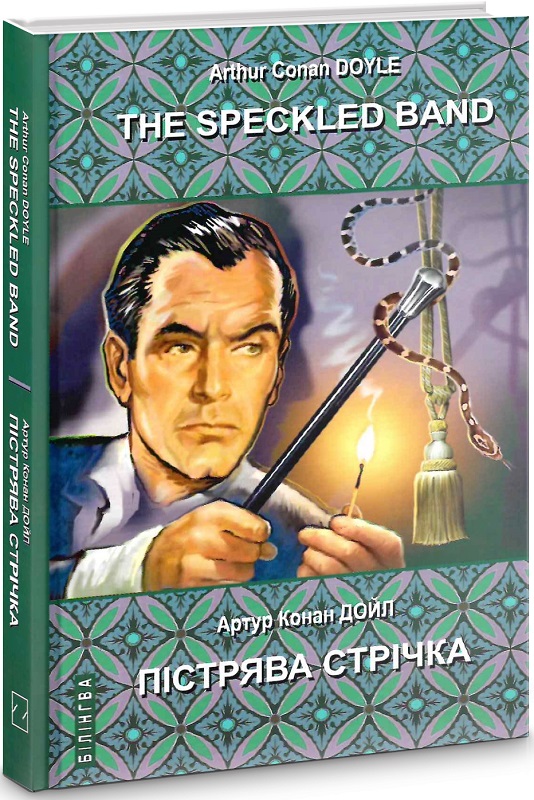 Arthur Conan DOYLE
THE SPECKLED BAND
Артур Конан ДОЙЛ
ПІСТРЯВА СТРІЧКА
БІЛІНГВА
Arthur Conan DOYLE
THE SPECKLED BAND
Артур Конан ДОЙЛ
ПІСТРЯВА СТРІЧКА